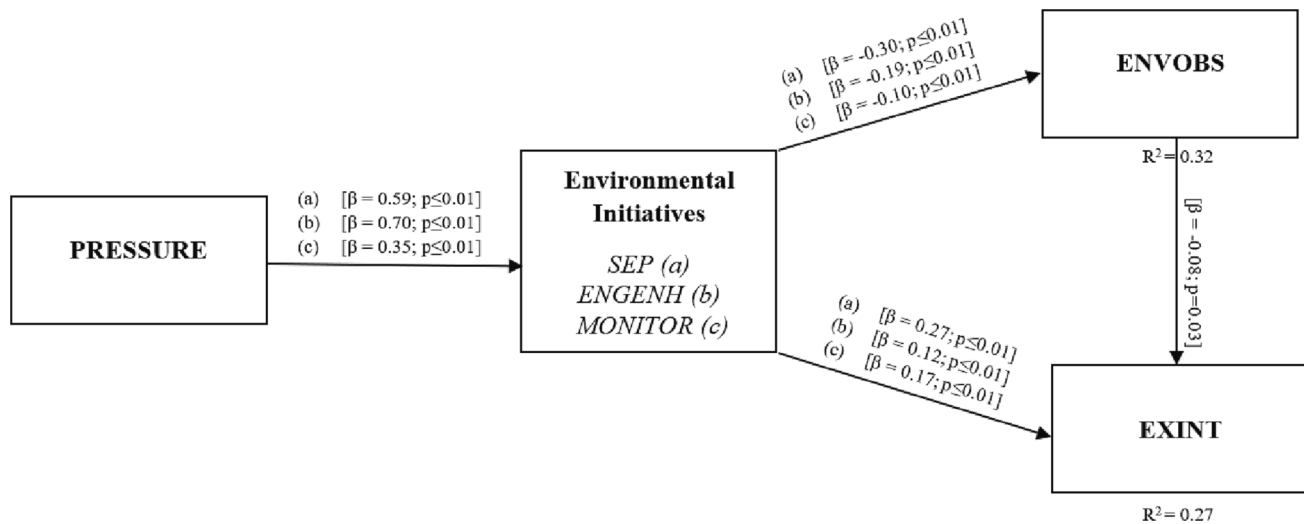 PRESSURE
(a) [β = 0.59; p≤0.01]
(b) [β = 0.70; p≤0.01]
(c) [β = 0.35; p≤0.01]
Environmental
Initiatives
SEP (a)
ENGENH (b)
MONITOR (c)
(a) [β = -0.30; p≤0.01]
(b) [β = -0.19; p≤0.01]
(c) [β = -0.10; p≤0.01]
ENVOBS
R² = 0.32
[β = -0.08; p=0.03]
(a) [β = 0.27; p≤0.01]
(b) [β = 0.12; p≤0.01]
(c) [β = 0.17; p≤0.01]
EXINT
R² = 0.27